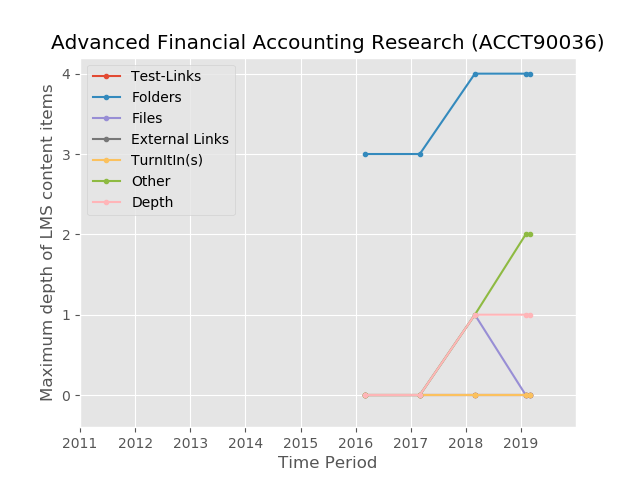 Advanced Financial Accounting Research (ACCT90036)
Test-Links
Folders
Files
External Links
TurnItIn(s)
Other
Depth
Maximum depth of LMS content items
4
3
2
1
0
2011 2012 2013 2014 2015 2016 2017 2018 2019
Time Period